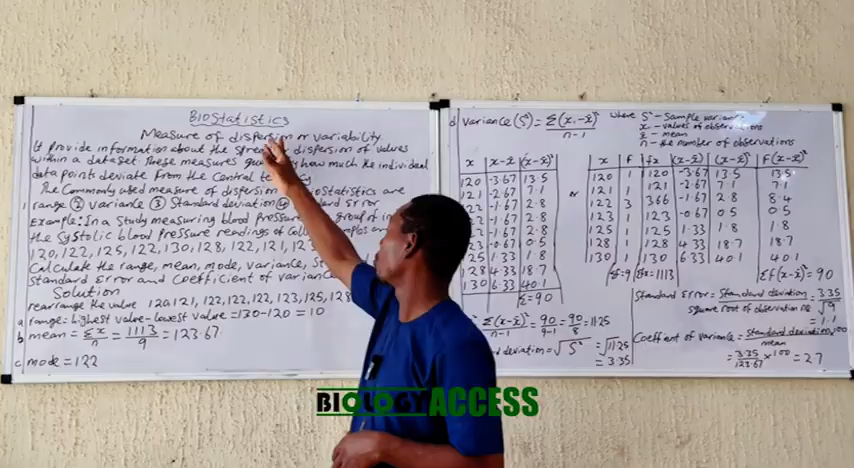 BIOStatistics
Measure of dispersion or variability
It provide information about the dispersion of values
within a dataset these measures how much the individual
data points deviate from the central
The Commonly used measure of dispersion biostatistics are
1 range ② variance ③ Standard deviation Error
Example: In a study measuring blood pressure group of
the Systolic blood pressure readings of
120, 122, 125, 122, 130, 128, 122, 121, 123
Calculate the range, mean, mode, variance,
Standard Error and Coefficient of varian
Solution
rearrange the value 120, 121, 122, 122, 122, 123, 125, 128
a range = highest value - lowest value = 130-120 = 10
b mean = Σx/n = 1113/9 = 123.67
c mode = 122
d Variance (S²) = Σ(x-x̄)²/n-1
where S² - Sample variance
x - values of observations
x̄ - mean
n - the number of observations
x x-x̄ (x-x̄)²
120 -3.67 13.5
121 -2.67 7.1
122 -1.67 2.8
-1.67 2.8
-1.67 2.8
23 -0.67 0.5
25 1.33 1.8
128 4.33 18.7
130 6.33 40.1
Σ=90
Σ(x-x̄)²/n-1 = 90/9-1 = 90/8 = 11.25
d deviation = √S² = √11.25
= 3.35
or
x F fx (x-x̄) (x-x̄)² F(x-x̄)²
120 1 120 -3.67 13.5 13.5
121 1 121 -2.67 7.1 7.1
122 3 366 -1.67 2.8 8.4
123 1 123 -0.67 0.5 0.5
125 1 125 1.33 1.8 1.8
128 1 128 4.33 18.7 18.7
130 1 130 6.33 40.1 40.1
Σf=9 Σfx=1113 Σf(x-x̄)²=90
Standard Error = Standard deviation/square root of observation = 3.35/√9
= 1.1
Coeffient of variance = Standard deviation/mean × 100
= 3.35/123.67 × 100 = 2.7
BIOLOGY ACCESS